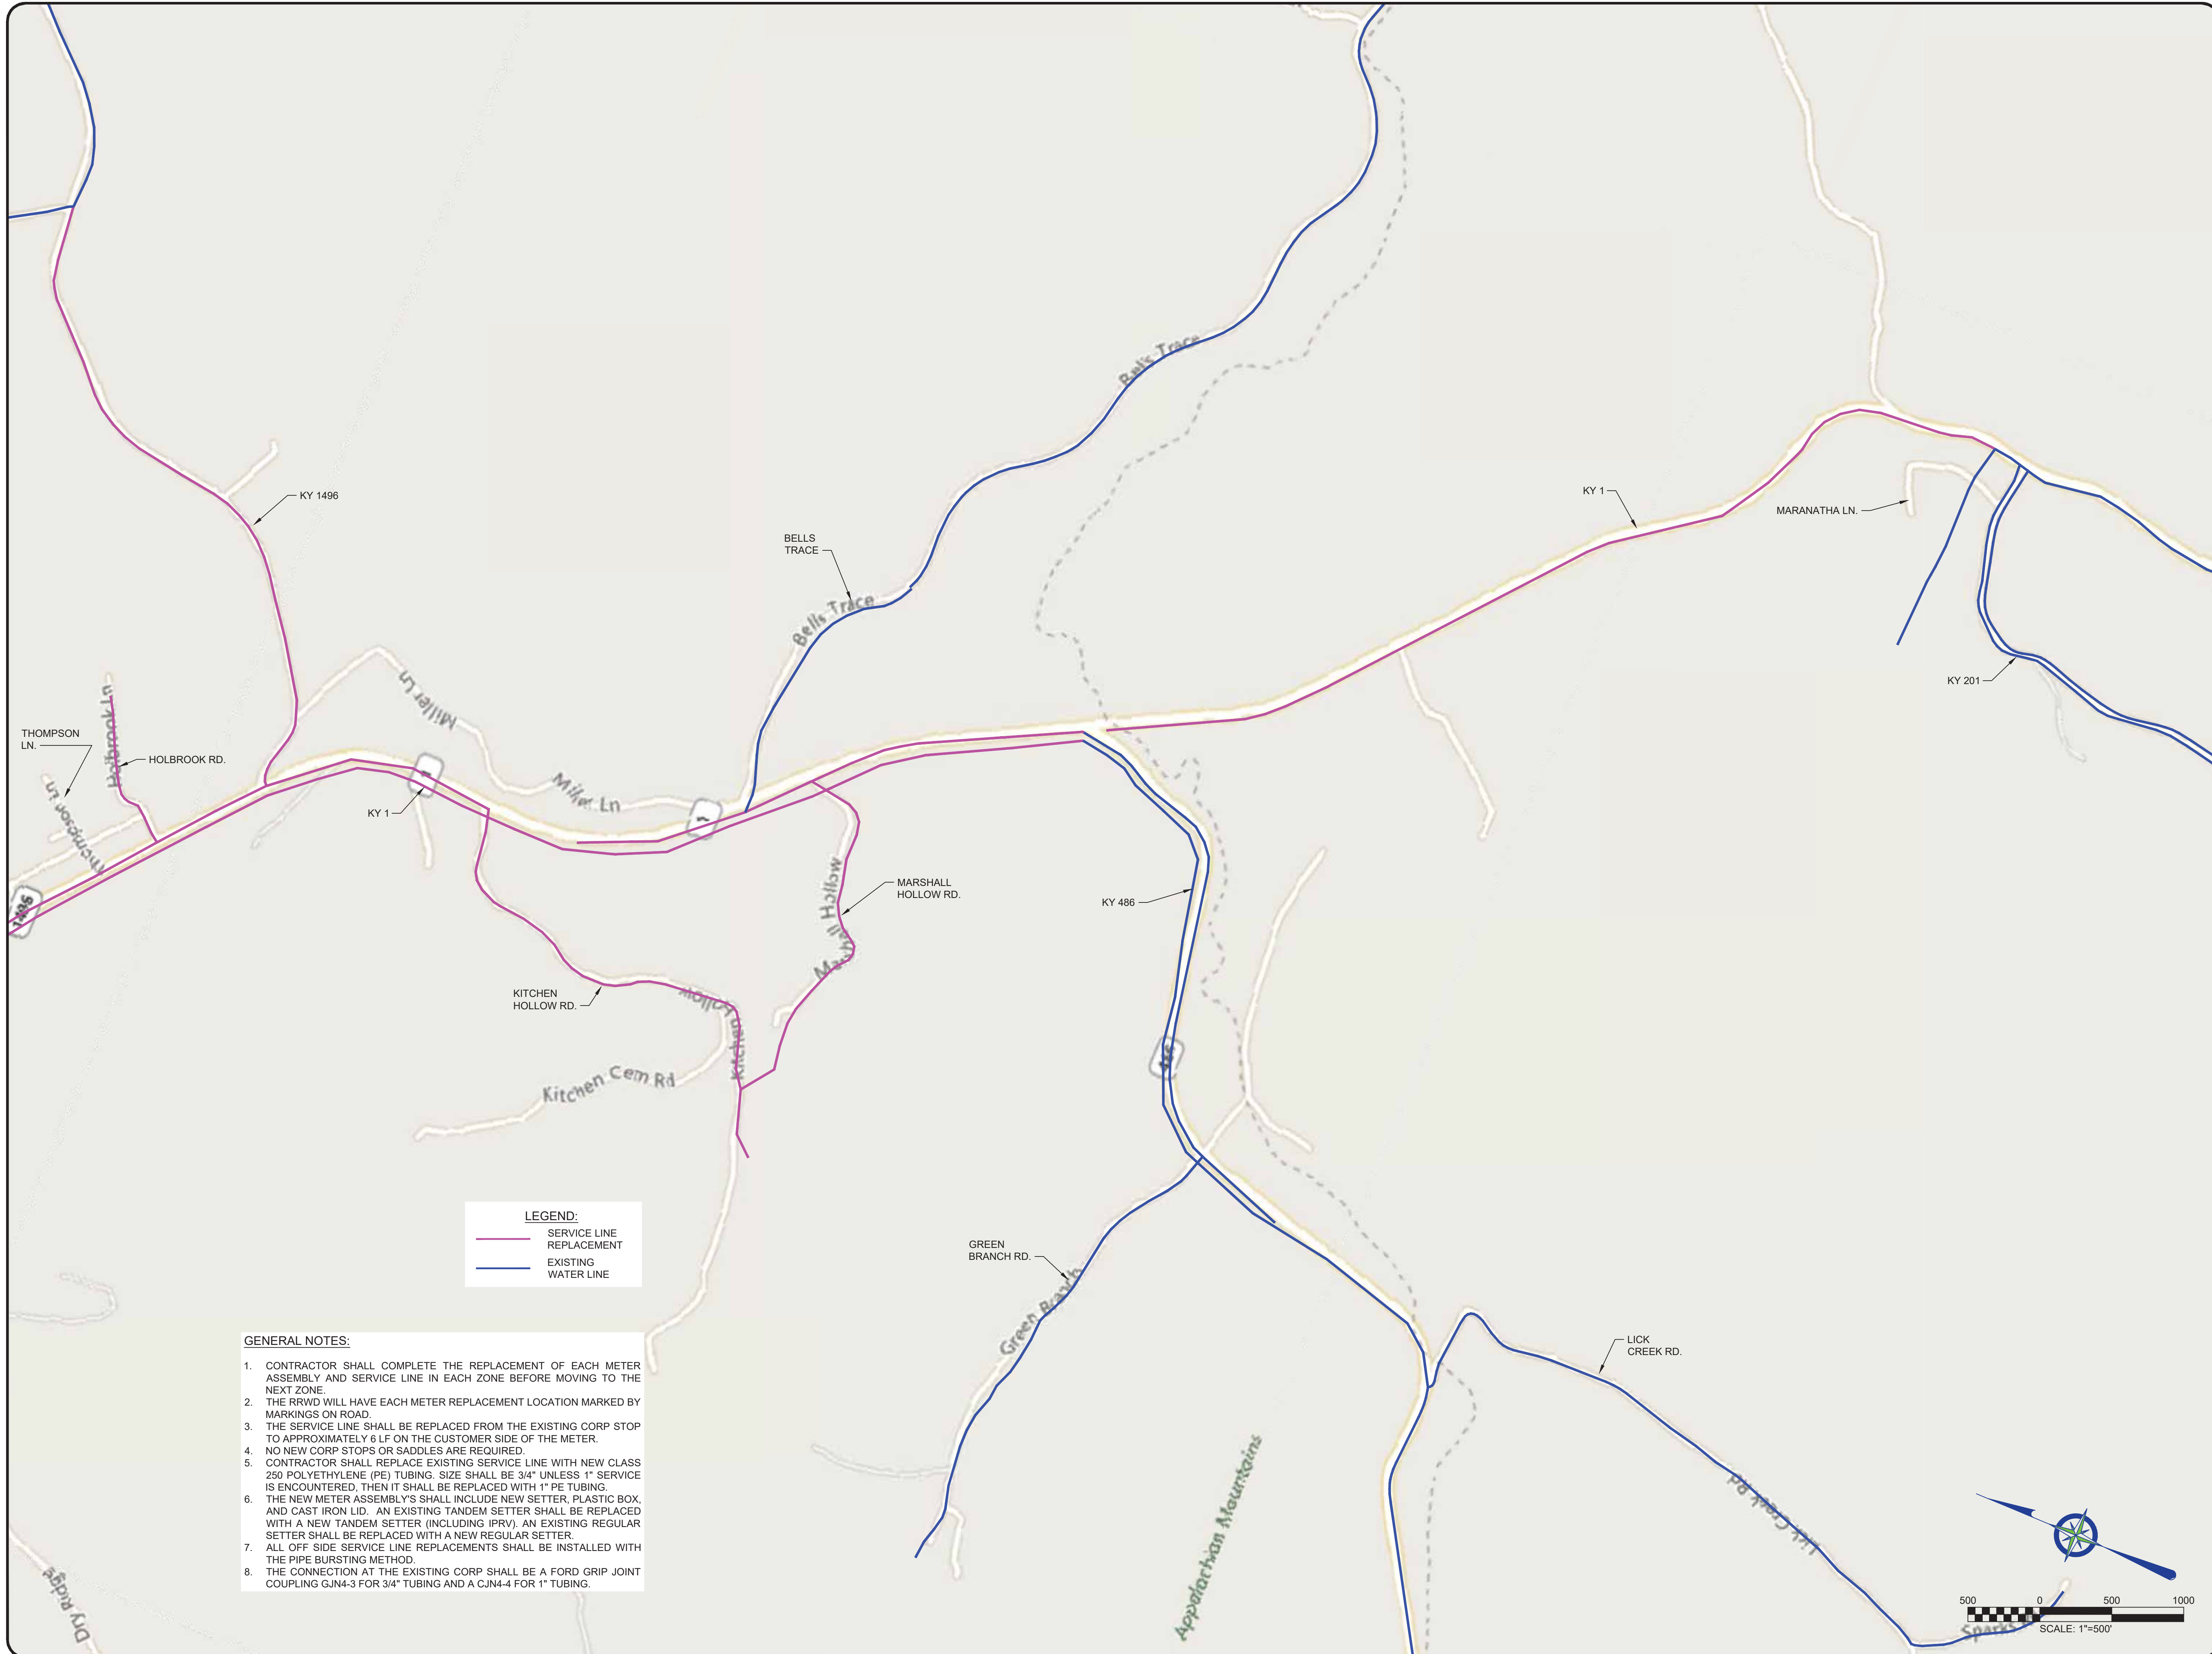 Bells Trace
KY 1496
KY 1
MARANATHA LN.
BELLS
TRACE
Bells Trace
KY 201
Miller Ln
THOMPSON
LN.
Holbrook Ln
HOLBROOK RD.
Thompson Ln
1
KY 1
Miller Ln
1
1496
Marshall Hollow
MARSHALL
HOLLOW RD.
KY 486
KITCHEN
HOLLOW RD.
Kitchen Hollow
486
Kitchen Cem Rd
LEGEND:
SERVICE LINE
REPLACEMENT
EXISTING
WATER LINE
GREEN
BRANCH RD.
Green Branch
LICK
CREEK RD.
GENERAL NOTES:
1. CONTRACTOR SHALL COMPLETE THE REPLACEMENT OF EACH METER
ASSEMBLY AND SERVICE LINE IN EACH ZONE BEFORE MOVING TO THE
NEXT ZONE.
2. THE RRWD WILL HAVE EACH METER REPLACEMENT LOCATION MARKED BY
MARKINGS ON ROAD.
3. THE SERVICE LINE SHALL BE REPLACED FROM THE EXISTING CORP STOP
TO APPROXIMATELY 6 LF ON THE CUSTOMER SIDE OF THE METER.
4. NO NEW CORP STOPS OR SADDLES ARE REQUIRED.
5. CONTRACTOR SHALL REPLACE EXISTING SERVICE LINE WITH NEW CLASS
250 POLYETHYLENE (PE) TUBING. SIZE SHALL BE 3/4" UNLESS 1" SERVICE
IS ENCOUNTERED, THEN IT SHALL BE REPLACED WITH 1" PE TUBING.
6. THE NEW METER ASSEMBLY'S SHALL INCLUDE NEW SETTER, PLASTIC BOX,
AND CAST IRON LID. AN EXISTING TANDEM SETTER SHALL BE REPLACED
WITH A NEW TANDEM SETTER (INCLUDING IPRV). AN EXISTING REGULAR
SETTER SHALL BE REPLACED WITH A NEW REGULAR SETTER.
7. ALL OFF SIDE SERVICE LINE REPLACEMENTS SHALL BE INSTALLED WITH
THE PIPE BURSTING METHOD.
8. THE CONNECTION AT THE EXISTING CORP SHALL BE A FORD GRIP JOINT
COUPLING GJN4-3 FOR 3/4" TUBING AND A CJN4-4 FOR 1" TUBING.
Appalachian Mountains
Lick Creek Rd
Dry Ridge
500 0 500 1000
SCALE: 1"=500'
Sparks